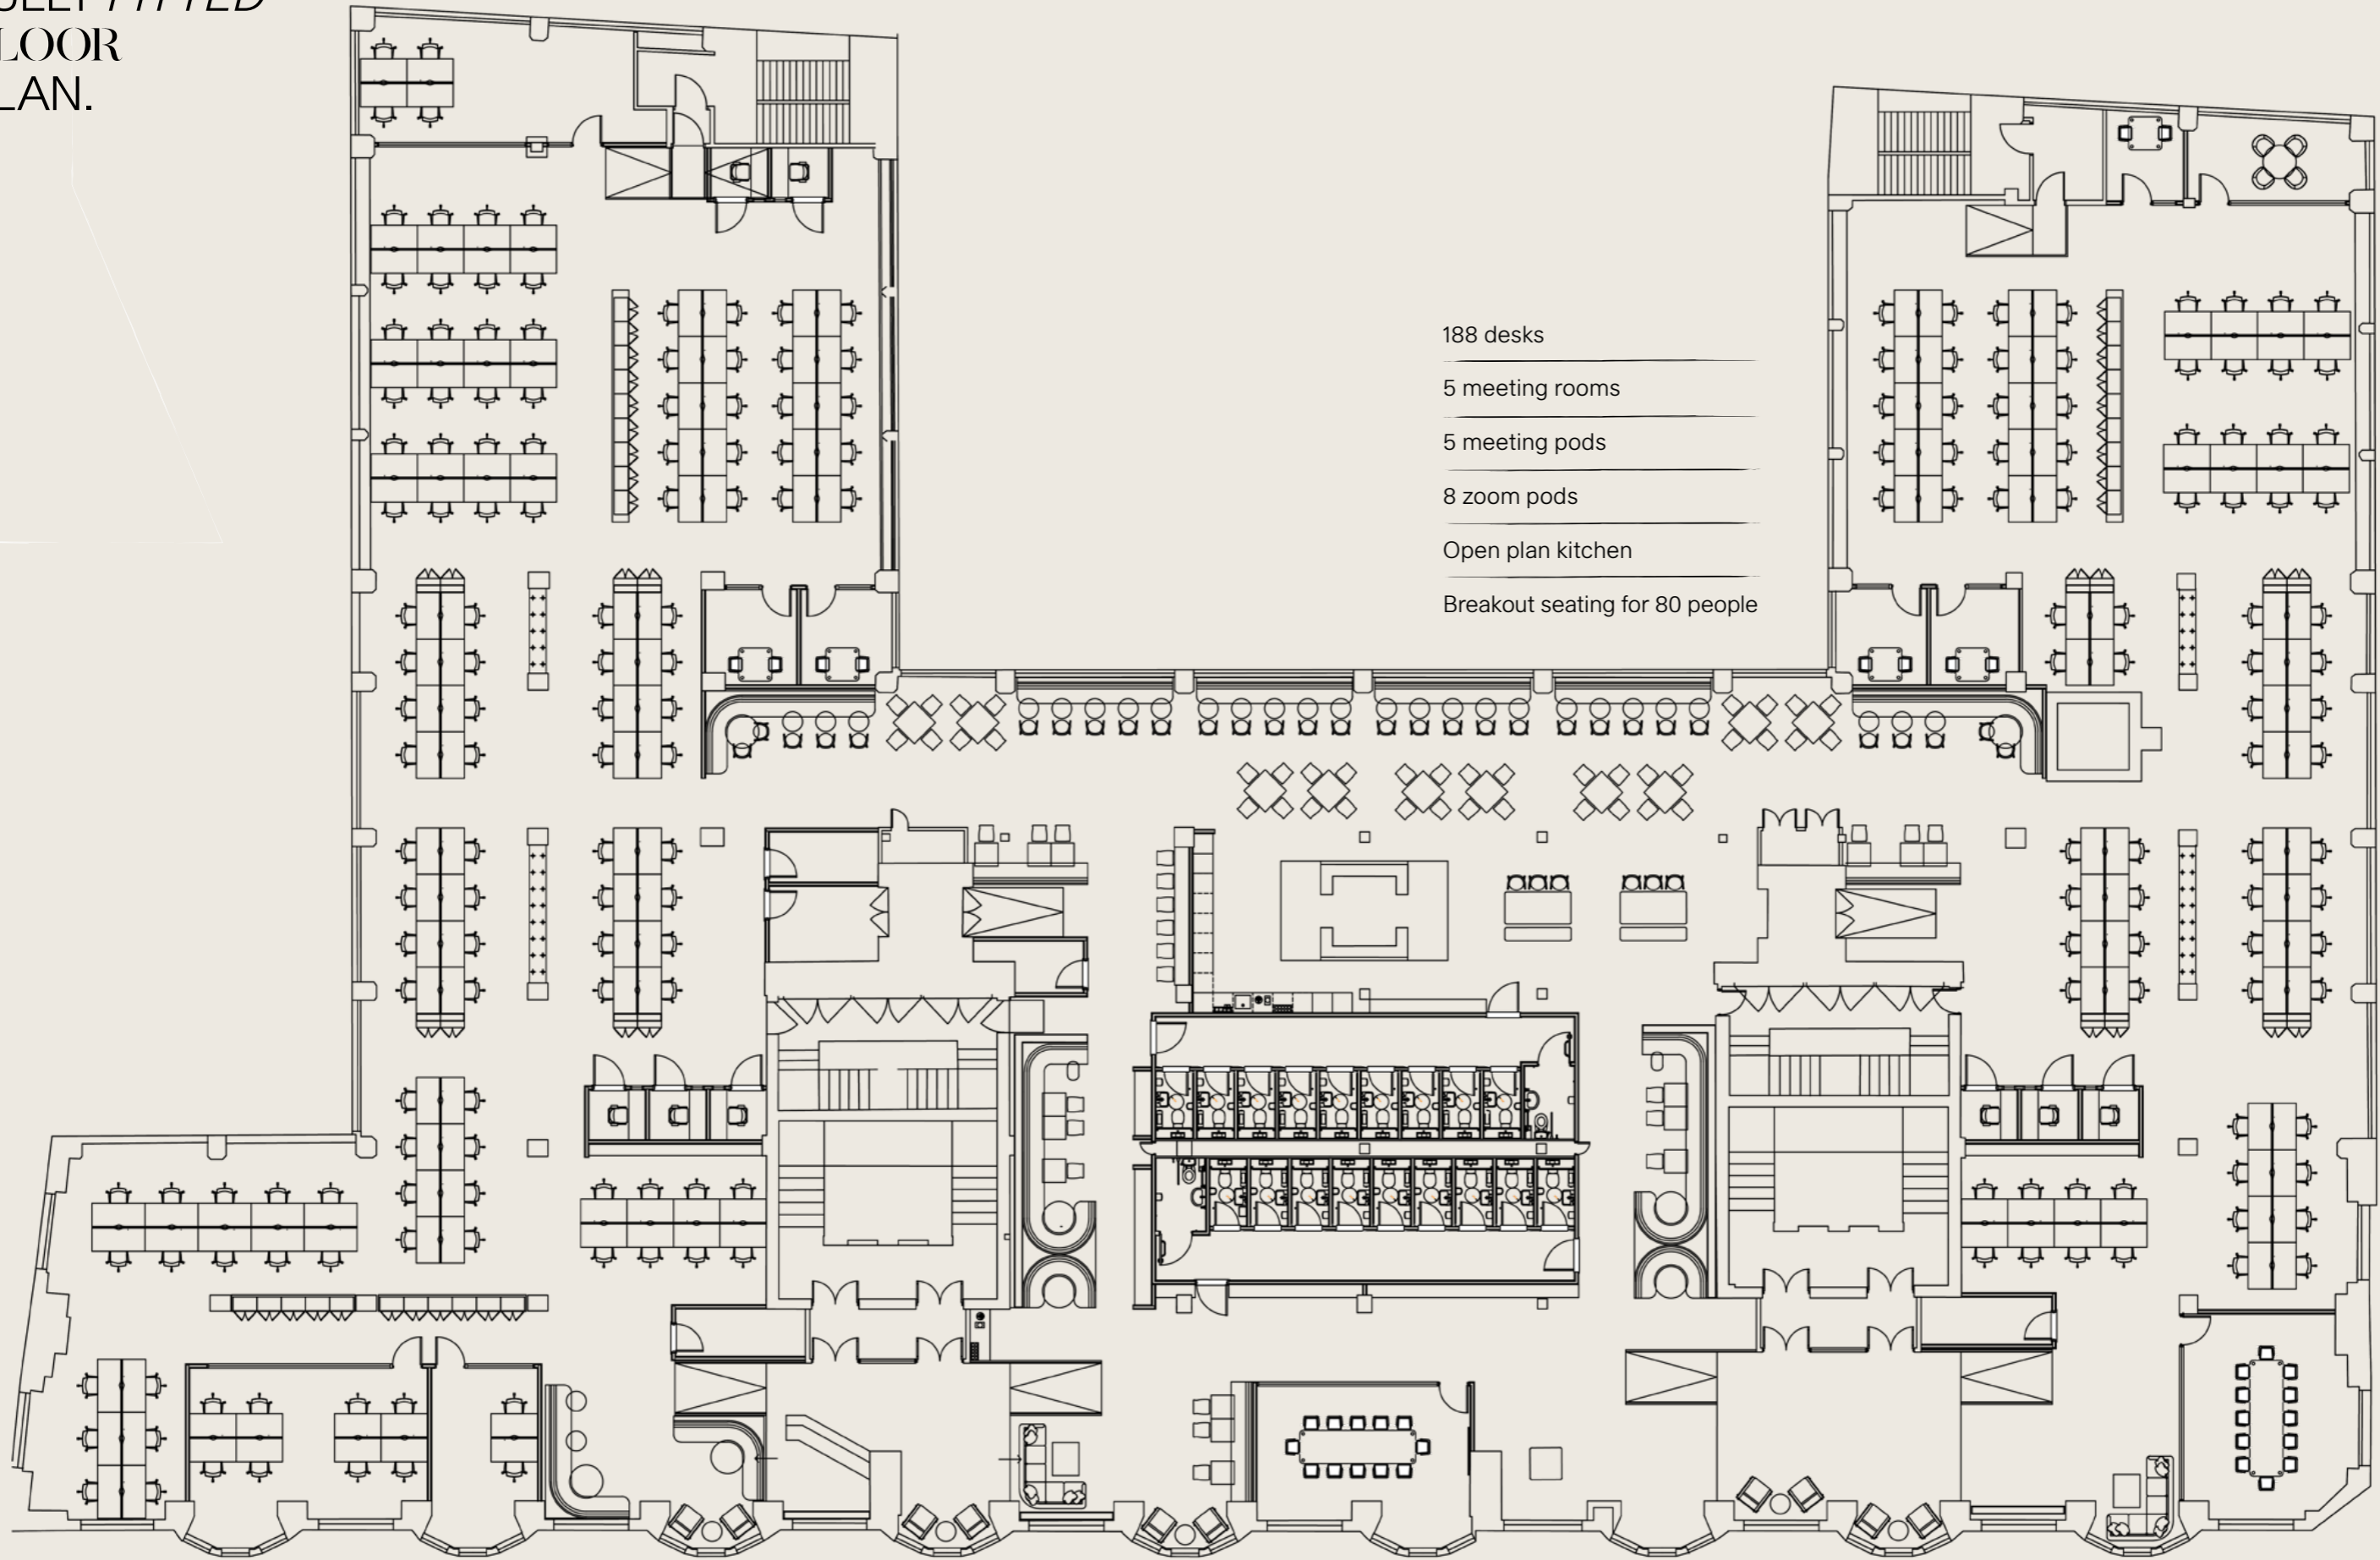 FITTED
LOOR
LAN.
188 desks
5 meeting rooms
5 meeting pods
8 zoom pods
Open plan kitchen
Breakout seating for 80 people